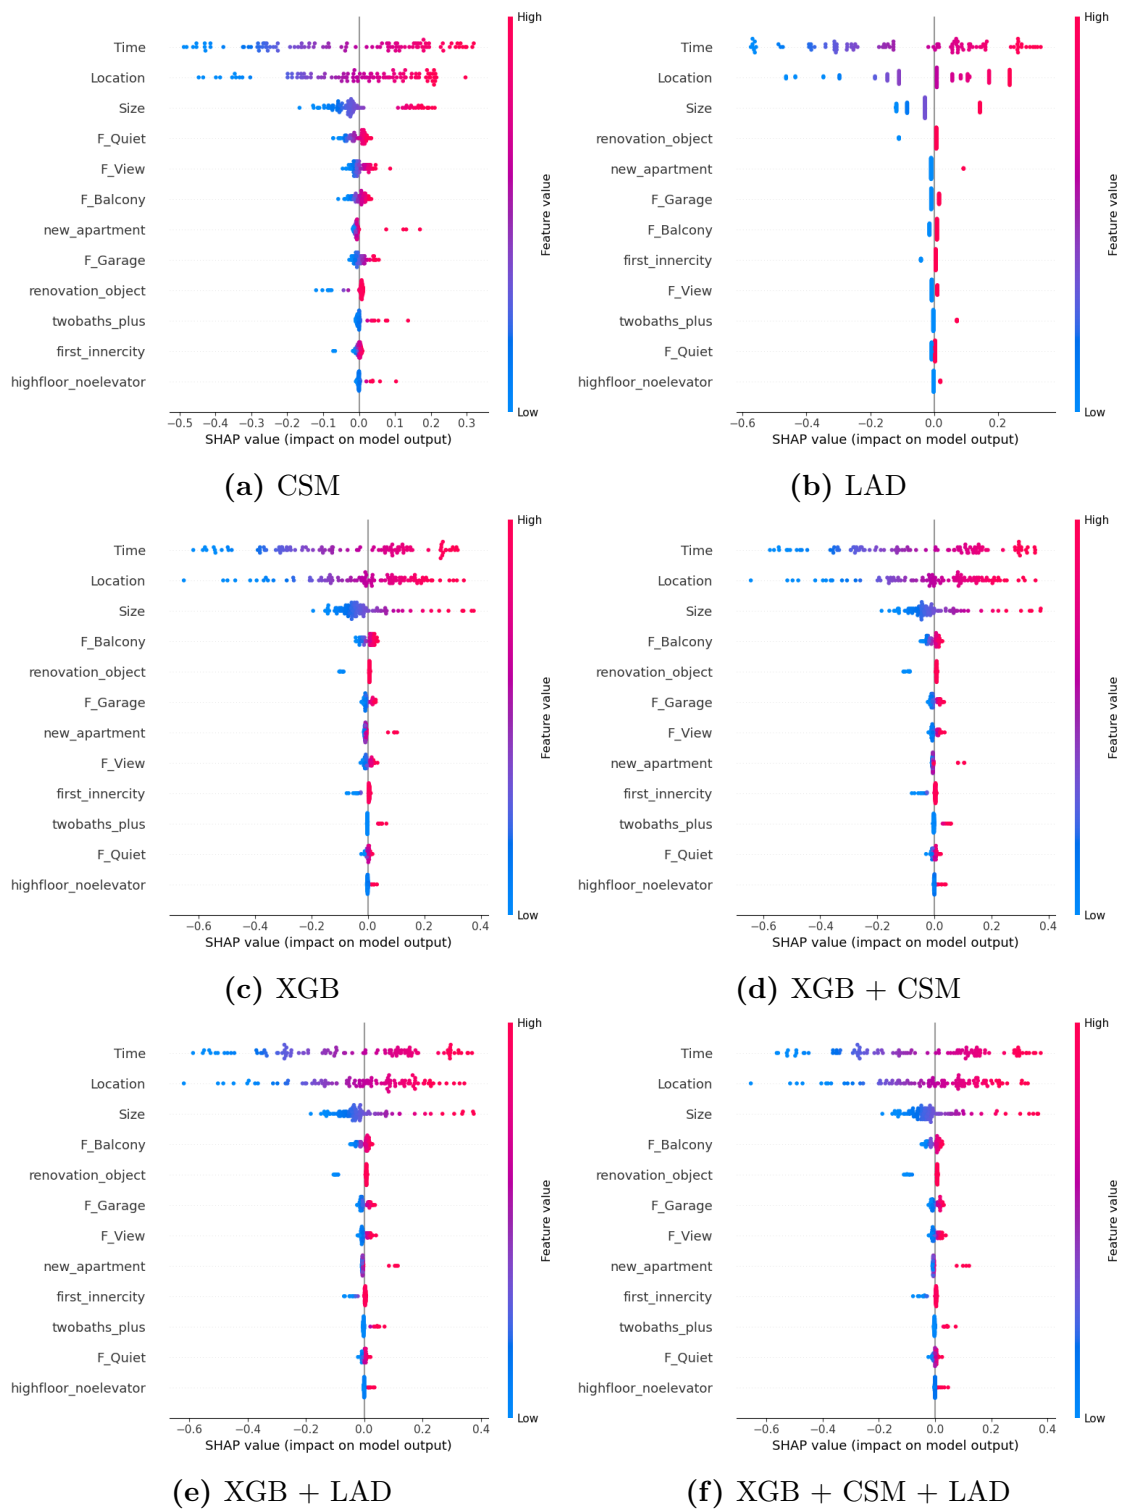 High
Time
Location
Size
F_Quiet
F_View
F_Balcony
new_apartment
F_Garage
renovation_object
twobaths_plus
first_innercity
highfloor_noelevator
Feature value
Low
−0.5 −0.4 −0.3 −0.2 −0.1 0.0 0.1 0.2 0.3
SHAP value (impact on model output)
(a) CSM
High
Time
Location
Size
renovation_object
new_apartment
F_Garage
F_Balcony
first_innercity
F_View
twobaths_plus
F_Quiet
highfloor_noelevator
Feature value
Low
−0.6 −0.4 −0.2 0.0 0.2
SHAP value (impact on model output)
(b) LAD
High
Time
Location
Size
F_Balcony
renovation_object
F_Garage
new_apartment
F_View
first_innercity
twobaths_plus
F_Quiet
highfloor_noelevator
Feature value
Low
−0.6 −0.4 −0.2 0.0 0.2 0.4
SHAP value (impact on model output)
(c) XGB
High
Time
Location
Size
F_Balcony
renovation_object
F_Garage
F_View
new_apartment
first_innercity
twobaths_plus
F_Quiet
highfloor_noelevator
Feature value
Low
−0.6 −0.4 −0.2 0.0 0.2 0.4
SHAP value (impact on model output)
(d) XGB + CSM
High
Time
Location
Size
F_Balcony
renovation_object
F_Garage
F_View
new_apartment
first_innercity
twobaths_plus
F_Quiet
highfloor_noelevator
Feature value
Low
−0.6 −0.4 −0.2 0.0 0.2 0.4
SHAP value (impact on model output)
(e) XGB + LAD
High
Time
Location
Size
F_Balcony
renovation_object
F_Garage
F_View
new_apartment
first_innercity
twobaths_plus
F_Quiet
highfloor_noelevator
Feature value
Low
−0.6 −0.4 −0.2 0.0 0.2 0.4
SHAP value (impact on model output)
(f) XGB + CSM + LAD